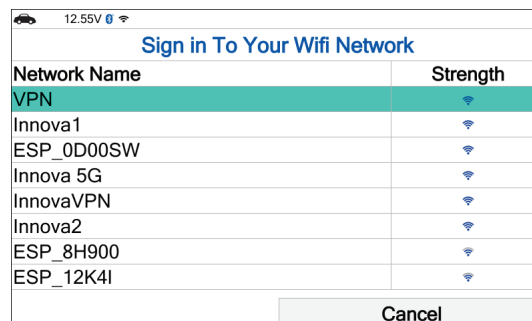 12.55V
Sign in To Your Wifi Network
Network Name Strength
VPN
Innova1
ESP_0D00SW
Innova 5G
InnovaVPN
Innova2
ESP_8H900
ESP_12K4I
Cancel